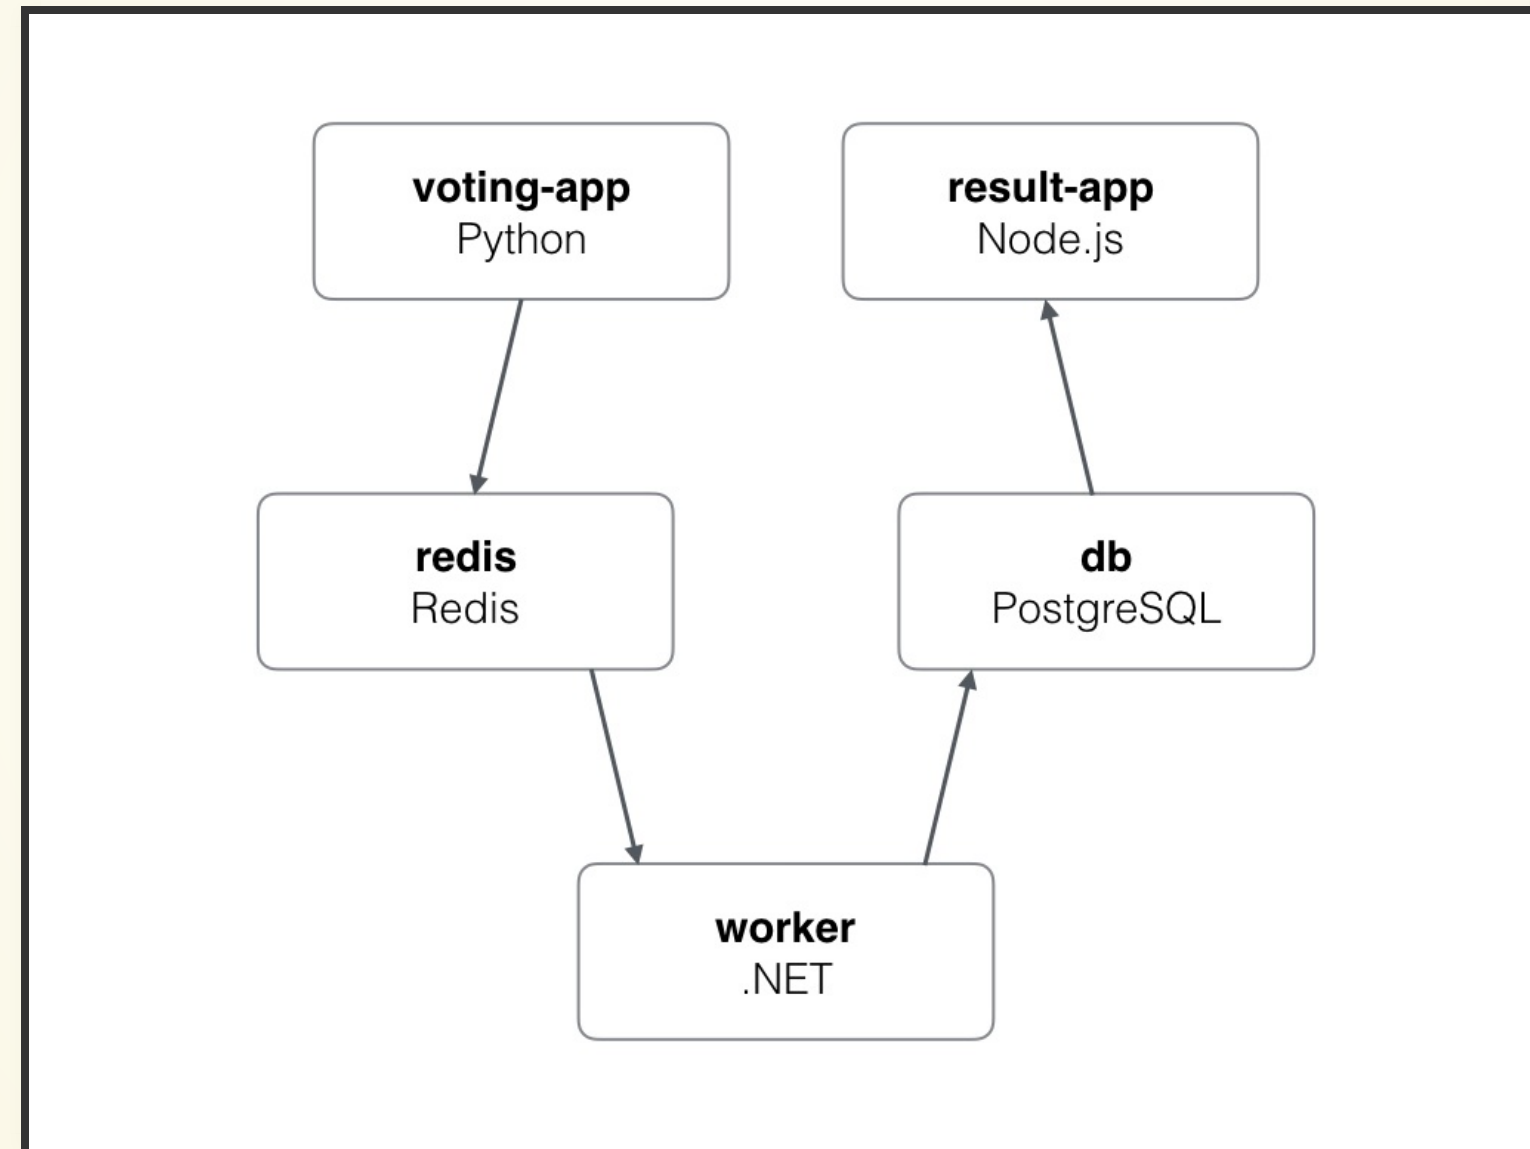 voting-app
Python
result-app
Node.js
redis
Redis
db
PostgreSQL
worker
.NET